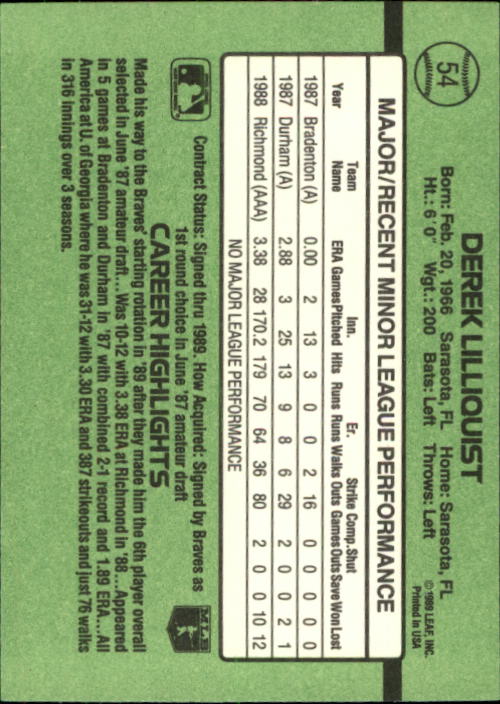 54
DEREK LILLIQUIST
Born: Feb. 20, 1966 Sarasota, FL Home: Sarasota, FL
Ht.: 6'0" Wgt.: 200 Bats: Left Throws: Left
© 1989 LEAF, INC.
Printed in USA
MAJOR/RECENT MINOR LEAGUE PERFORMANCE
Team Inn. Er. Strike Comp. Shut
Year Name ERA Games Pitched Hits Runs Runs Walks Outs Games Outs Save Won Lost
1987 Bradenton (A) 0.00 2 13 3 0 0 2 16 0 0 0 0 0
1987 Durham (A) 2.88 3 25 13 9 8 6 29 2 0 0 2 1
1988 Richmond (AAA) 3.38 28 170.2 179 70 64 36 80 2 0 0 10 12
NO MAJOR LEAGUE PERFORMANCE
Contract Status: Signed thru 1989. How Acquired: Signed by Braves as
1st round choice in June '87 amateur draft
MLB
CAREER HIGHLIGHTS
Made his way to the Braves' starting rotation in '89 after they made him the 6th player overall
selected in June '87 amateur draft...Was 10-12 with 3.38 ERA at Richmond in '88...Appeared
in 5 games at Bradenton and Durham in '87 with combined 2-1 record and 1.89 ERA...All
America at U. of Georgia where he was 31-12 with 3.30 ERA and 387 strikeouts and just 76 walks
in 316 innings over 3 seasons.